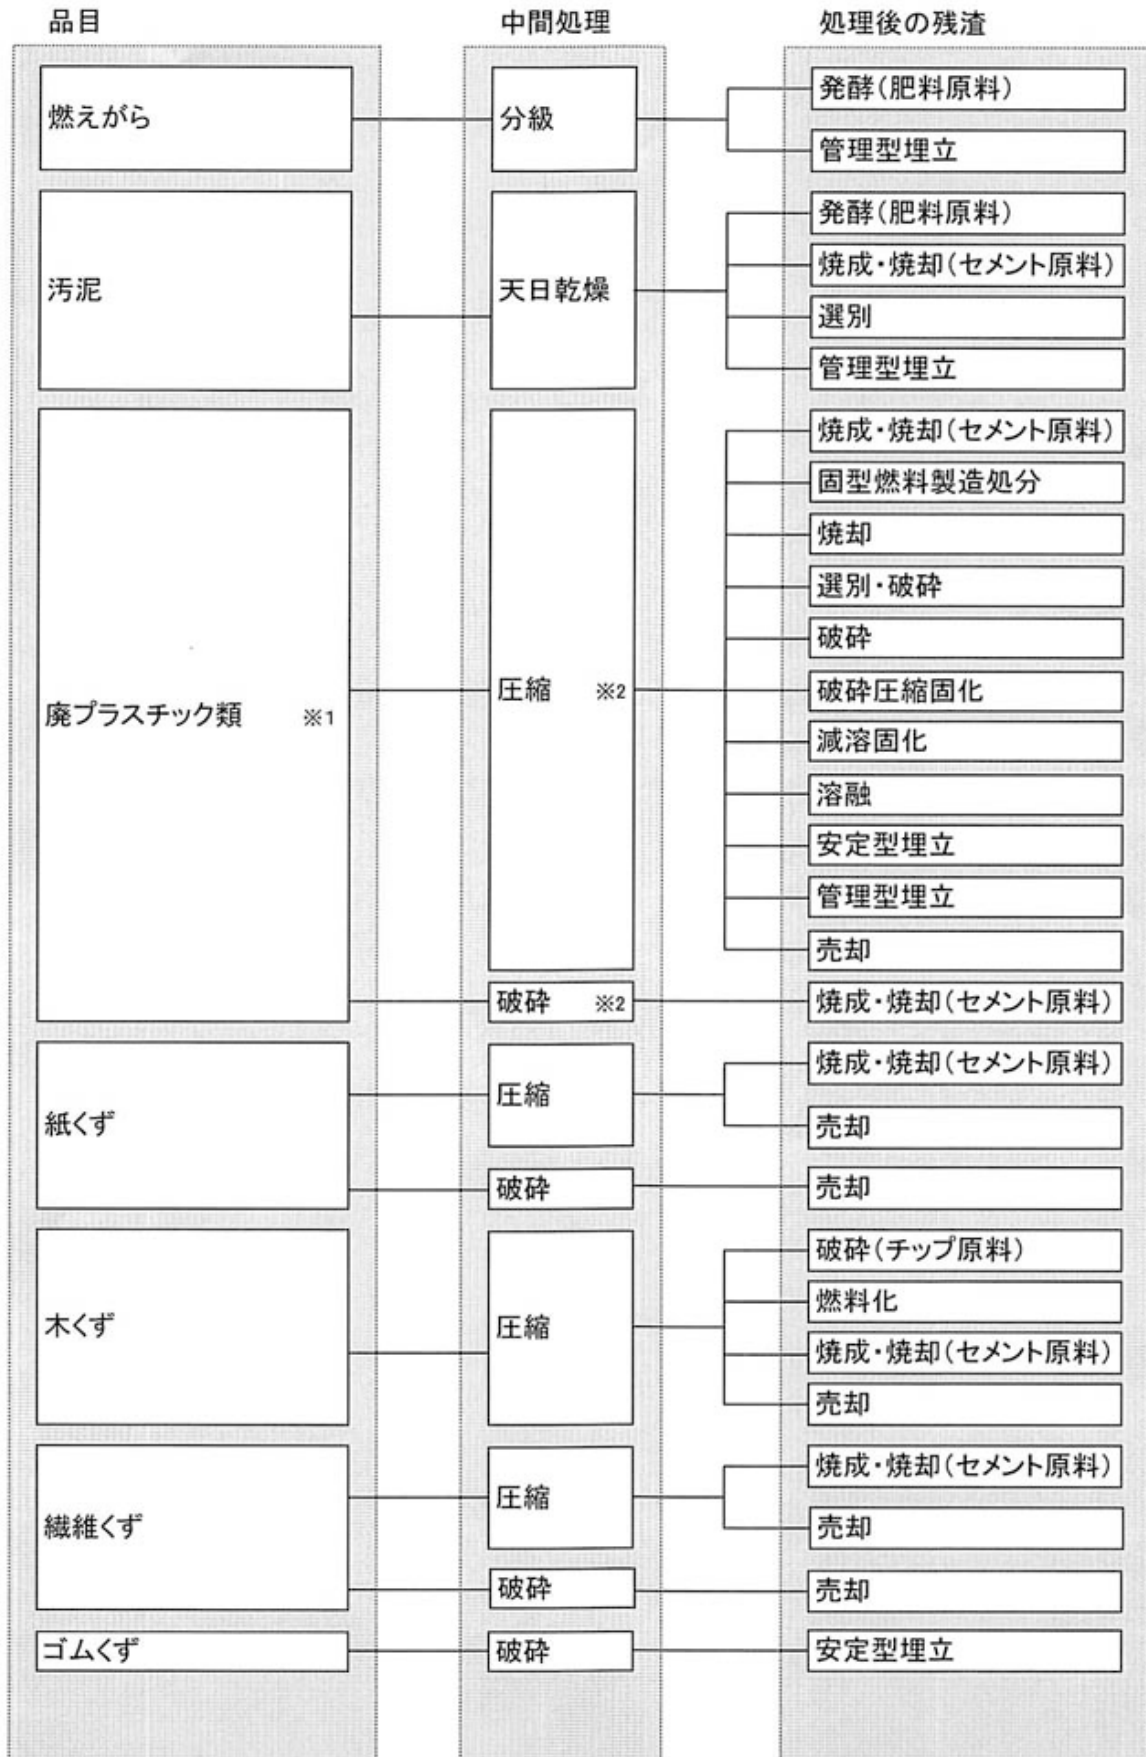 品目 中間処理 処理後の残渣
燃えがら 分級 発酵(肥料原料)
管理型埋立
汚泥 天日乾燥 発酵(肥料原料)
焼成・焼却(セメント原料)
選別
管理型埋立
廃プラスチック類 ※1 圧縮 ※2 焼成・焼却(セメント原料)
固型燃料製造処分
焼却
選別・破砕
破砕
破砕圧縮固化
減溶固化
溶融
安定型埋立
管理型埋立
売却
破砕 ※2 焼成・焼却(セメント原料)
紙くず 圧縮 焼成・焼却(セメント原料)
売却
破砕 売却
木くず 圧縮 破砕(チップ原料)
燃料化
焼成・焼却(セメント原料)
売却
繊維くず 圧縮 焼成・焼却(セメント原料)
売却
破砕 売却
ゴムくず 破砕 安定型埋立